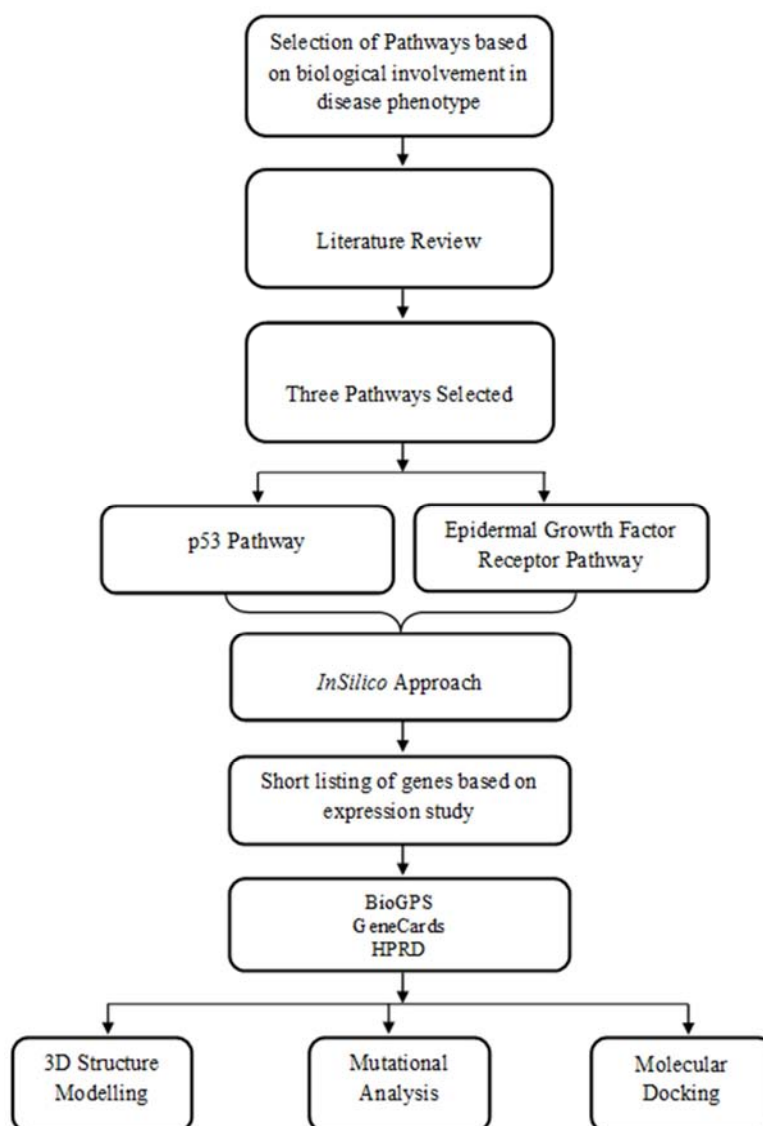 Selection of Pathways based
on biological involvement in
disease phenotype
Literature Review
Three Pathways Selected
p53 Pathway
Epidermal Growth Factor
Receptor Pathway
InSilico Approach
Short listing of genes based on
expression study
BioGPS
GeneCards
HPRD
3D Structure
Modelling
Mutational
Analysis
Molecular
Docking